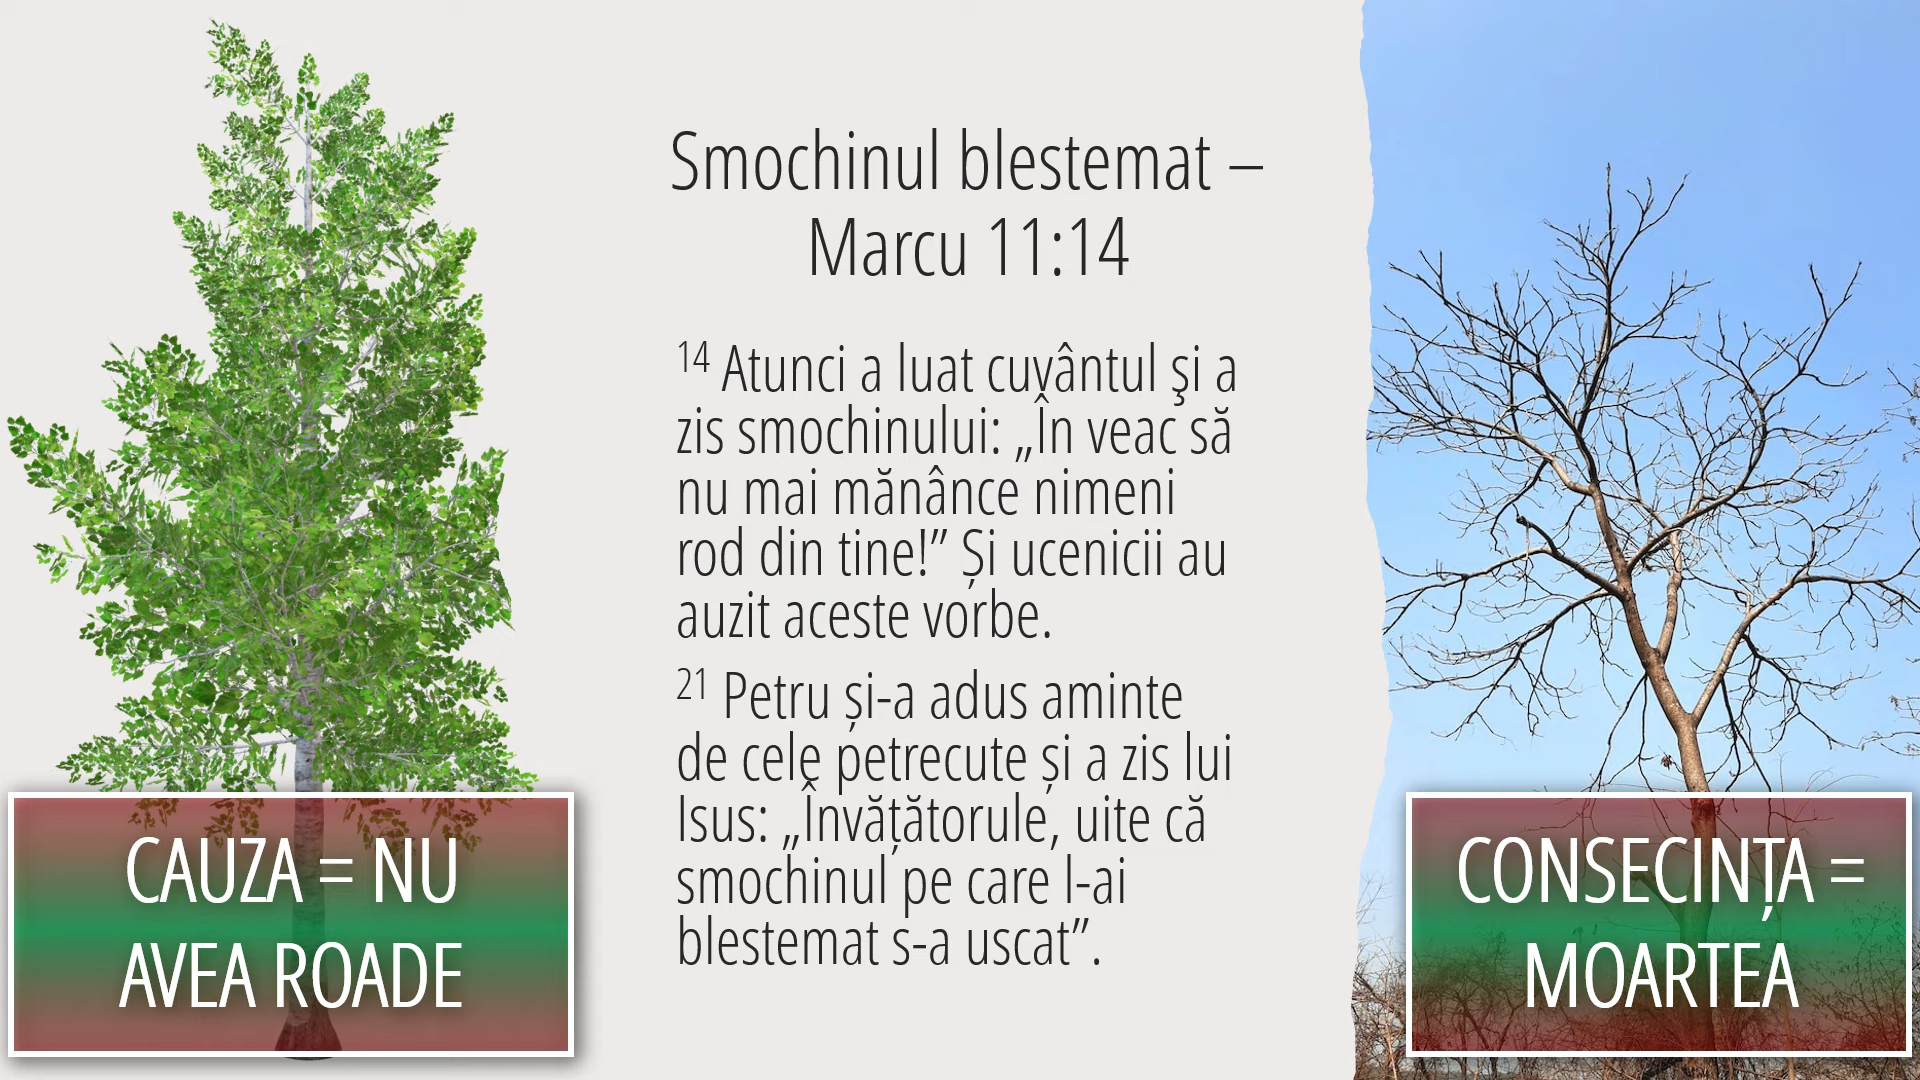 Smochinul blestemat –
Marcu 11:14
14 Atunci a luat cuvântul şi a
zis smochinului: „În veac să
nu mai mănânce nimeni
rod din tine!” Și ucenicii au
auzit aceste vorbe.
21 Petru și-a adus aminte
de cele petrecute și a zis lui
Isus: „Învățătorule, uite că
smochinul pe care l-ai
blestemat s-a uscat”.
CAUZA = NU
AVEA ROADE
CONSECINȚA =
MOARTEA